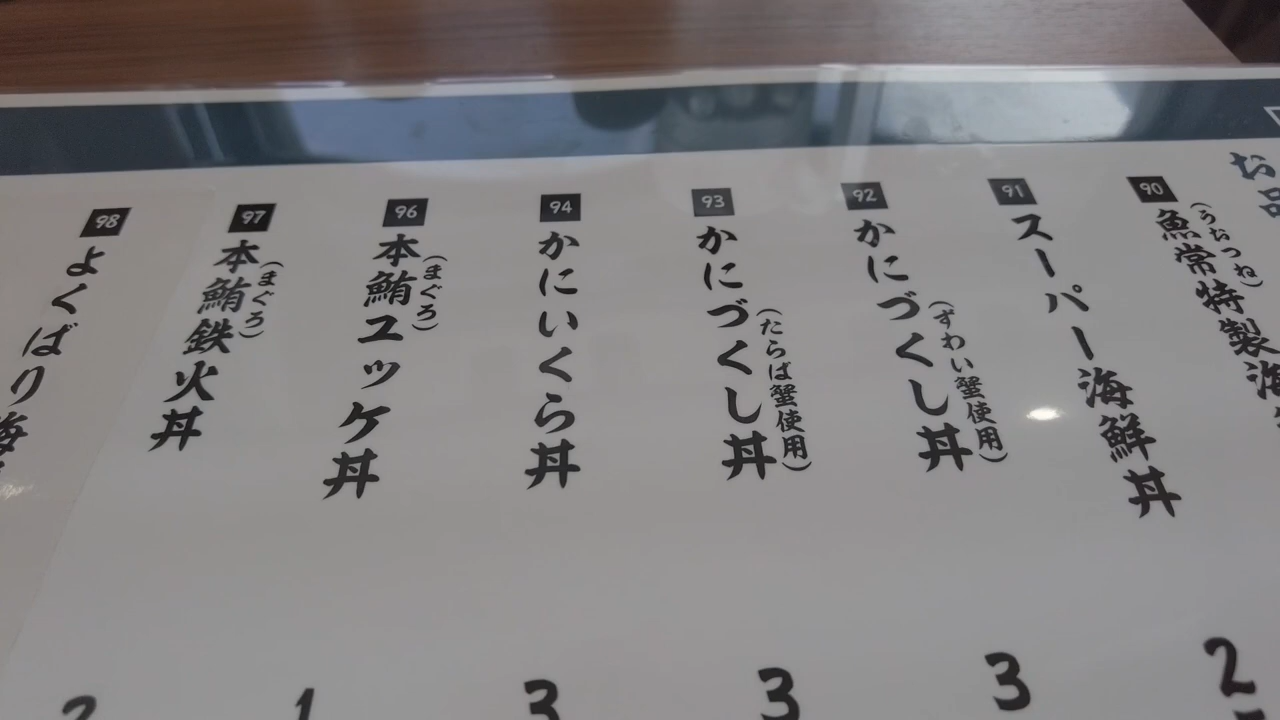 お品
90
魚常特製海
(うおつね)
91
スーパー海鮮丼
92
かにづくし丼
(ずわい蟹使用)
93
かにづくし丼
(たらば蟹使用)
94
かにいくら丼
96
本鮪ユッケ丼
(まぐろ)
97
本鮪鉄火丼
(まぐろ)
98
よくばり海
2
3
3
3
1
2